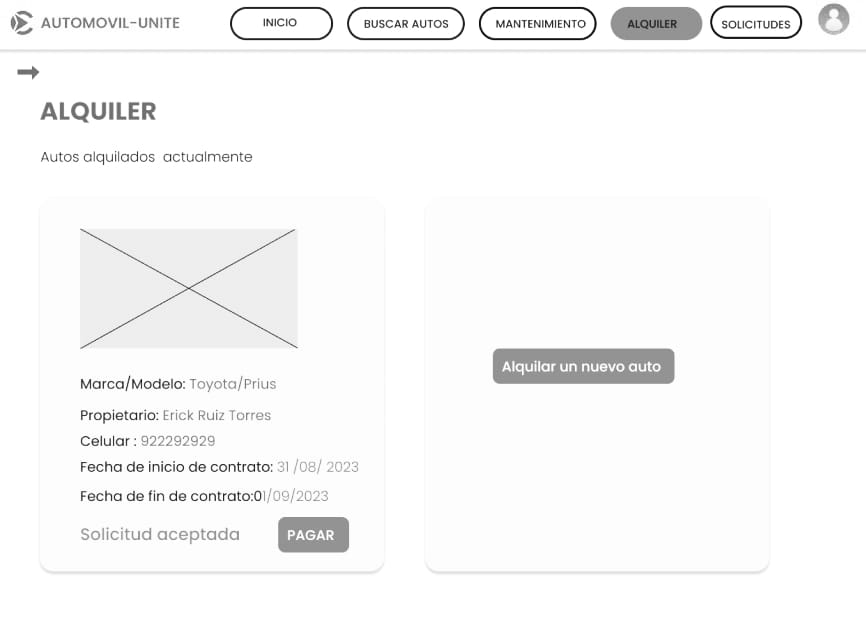 AUTOMOVIL-UNITE
INICIO
BUSCAR AUTOS
MANTENIMIENTO
ALQUILER
SOLICITUDES
ALQUILER
Autos alquilados actualmente
Marca/Modelo: Toyota/Prius
Propietario: Erick Ruiz Torres
Celular : 922292929
Fecha de inicio de contrato: 31 /08/ 2023
Fecha de fin de contrato:01/09/2023
Solicitud aceptada
PAGAR
Alquilar un nuevo auto